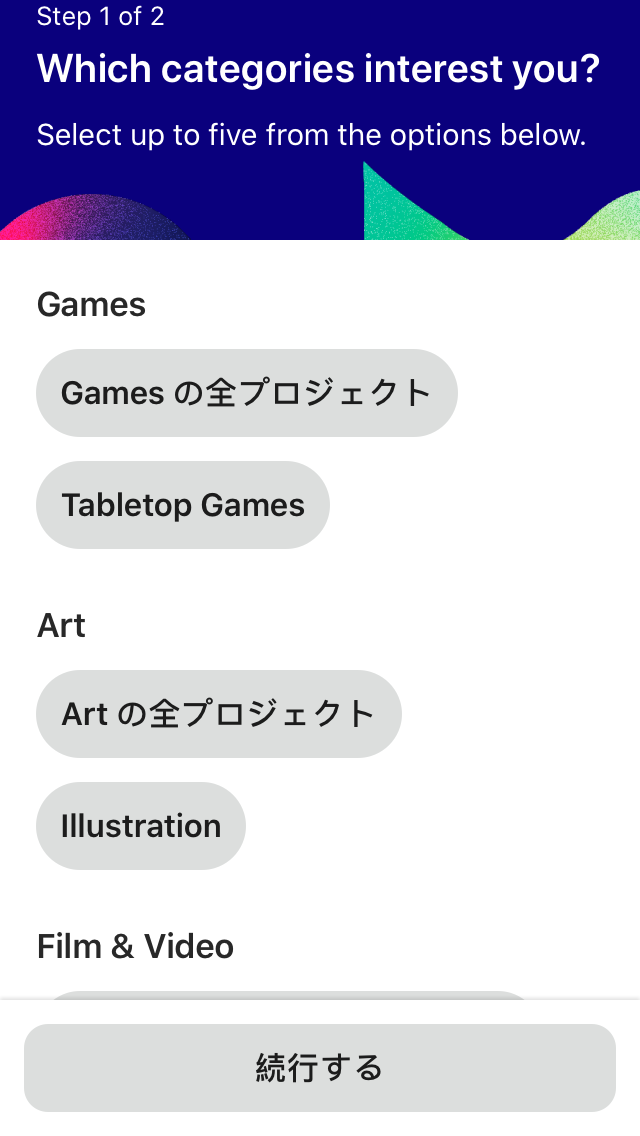 Step 1 of 2
Which categories interest you?
Select up to five from the options below.
Games
Games の全プロジェクト
Tabletop Games
Art
Art の全プロジェクト
Illustration
Film & Video
続行する